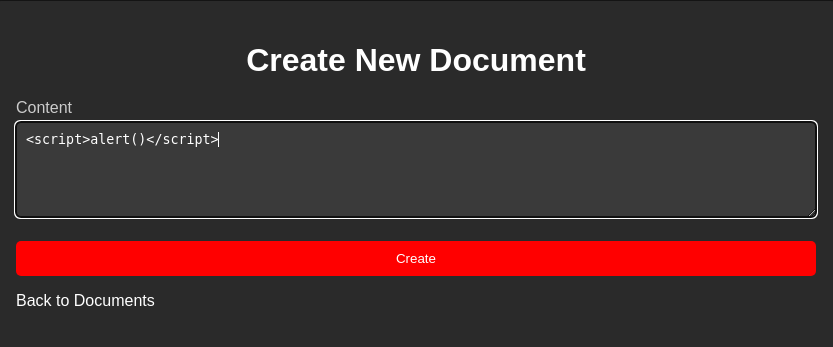 Create New Document
Content
<script>alert()</script>
Create
Back to Documents